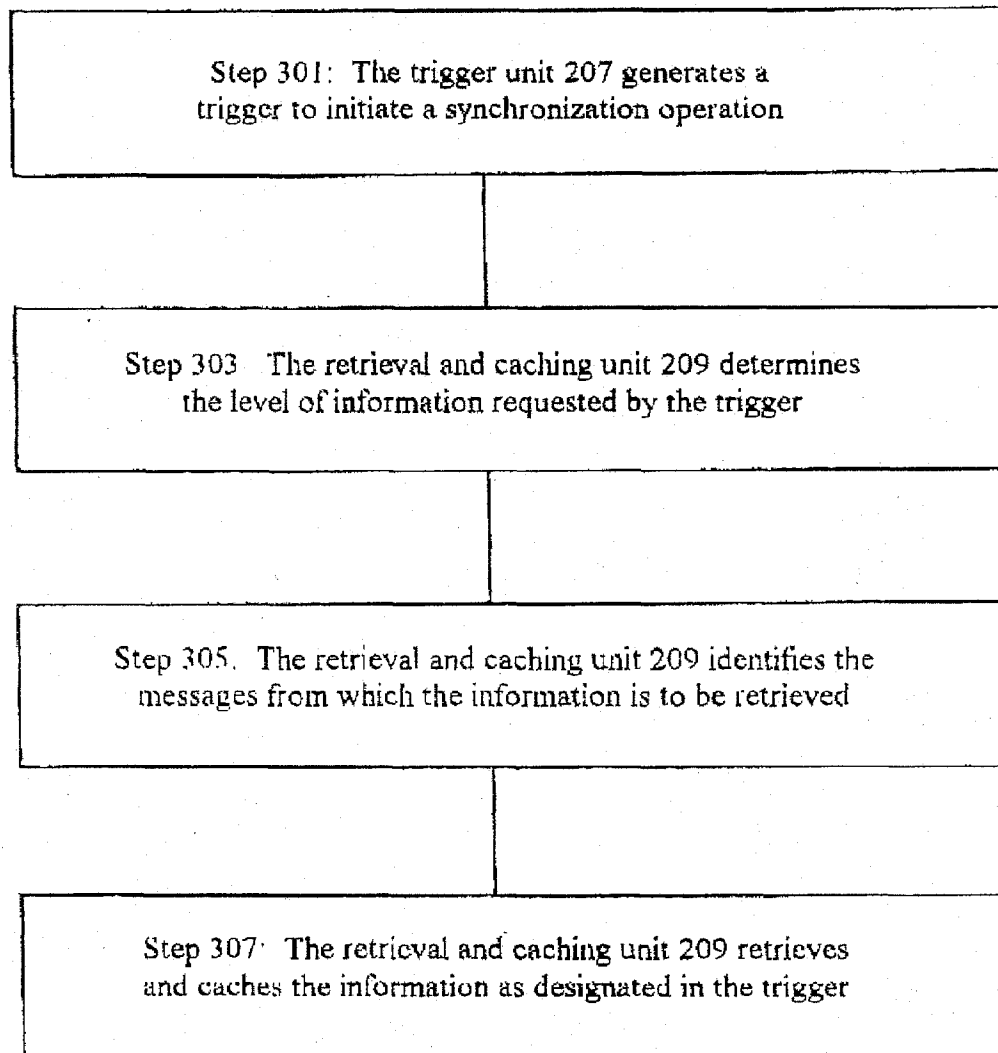 Step 301: The trigger unit 207 generates a
trigger to initiate a synchronization operation
Step 303 The retrieval and caching unit 209 determines
the level of information requested by the trigger
Step 305. The retrieval and caching unit 209 identifies the
messages from which the information is to be retrieved
Step 307: The retrieval and caching unit 209 retrieves
and caches the information as designated in the trigger